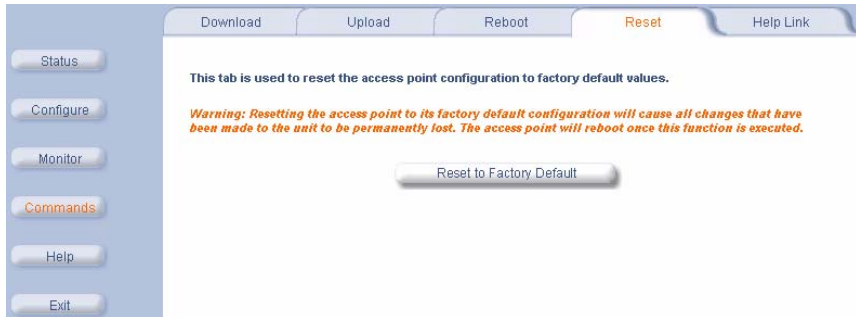 Download
Upload
Reboot
Reset
Help Link
Status
Configure
Monitor
Commands
Help
Exit
This tab is used to reset the access point configuration to factory default values.
Warning: Resetting the access point to its factory default configuration will cause all changes that have
been made to the unit to be permanently lost. The access point will reboot once this function is executed.
Reset to Factory Default